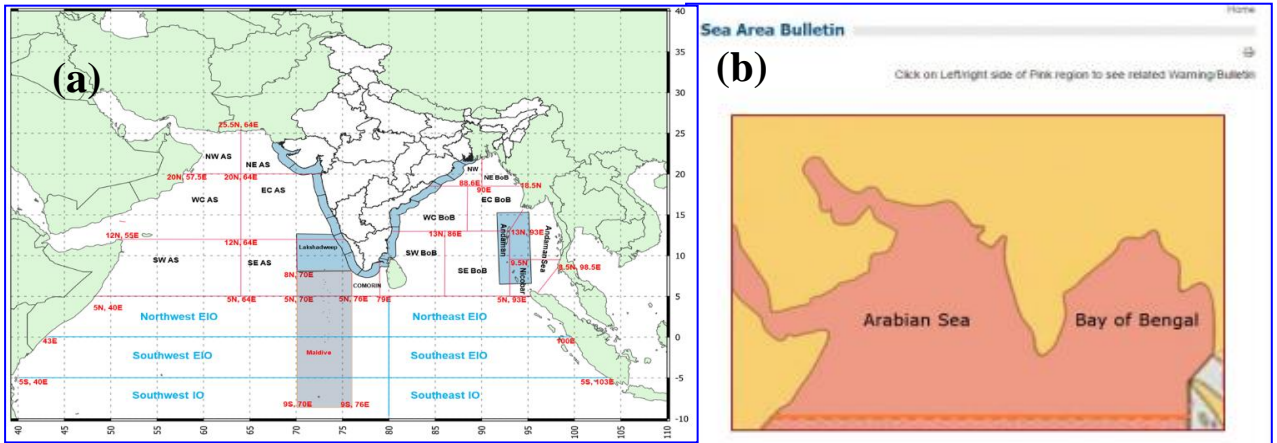 (a)
40
35
30
25
20
15
10
5
0
-5
-10
25.5N, 64E
NW AS
NE AS
20N, 57.5E
20N, 64E
EC AS
WC AS
12N, 55E
12N, 64E
SW AS
SE AS
Lakshadweep
8N, 70E
COMORIN
5N, 40E
5N, 64E
5N, 70E
5N, 76E
79E
NW
NE BoB
88.6E
90E
18.5N
EC BoB
WC BoB
13N, 86E
13N, 93E
SW BoB
SE BoB
Andaman
Andaman Sea
9.5N
Nicobar
9.5N, 98.5E
5N, 93E
Northwest EIO
Northeast EIO
43E
100E
Maldive
Southwest EIO
Southeast EIO
5S, 40E
5S, 103E
Southwest IO
Southeast IO
9S, 70E
9S, 76E
40
45
50
55
60
65
70
75
80
85
90
95
100
105
110
Home
Sea Area Bulletin
(b)
Click on Left/right side of Pink region to see related Warning/Bulletin
Arabian Sea
Bay of Bengal